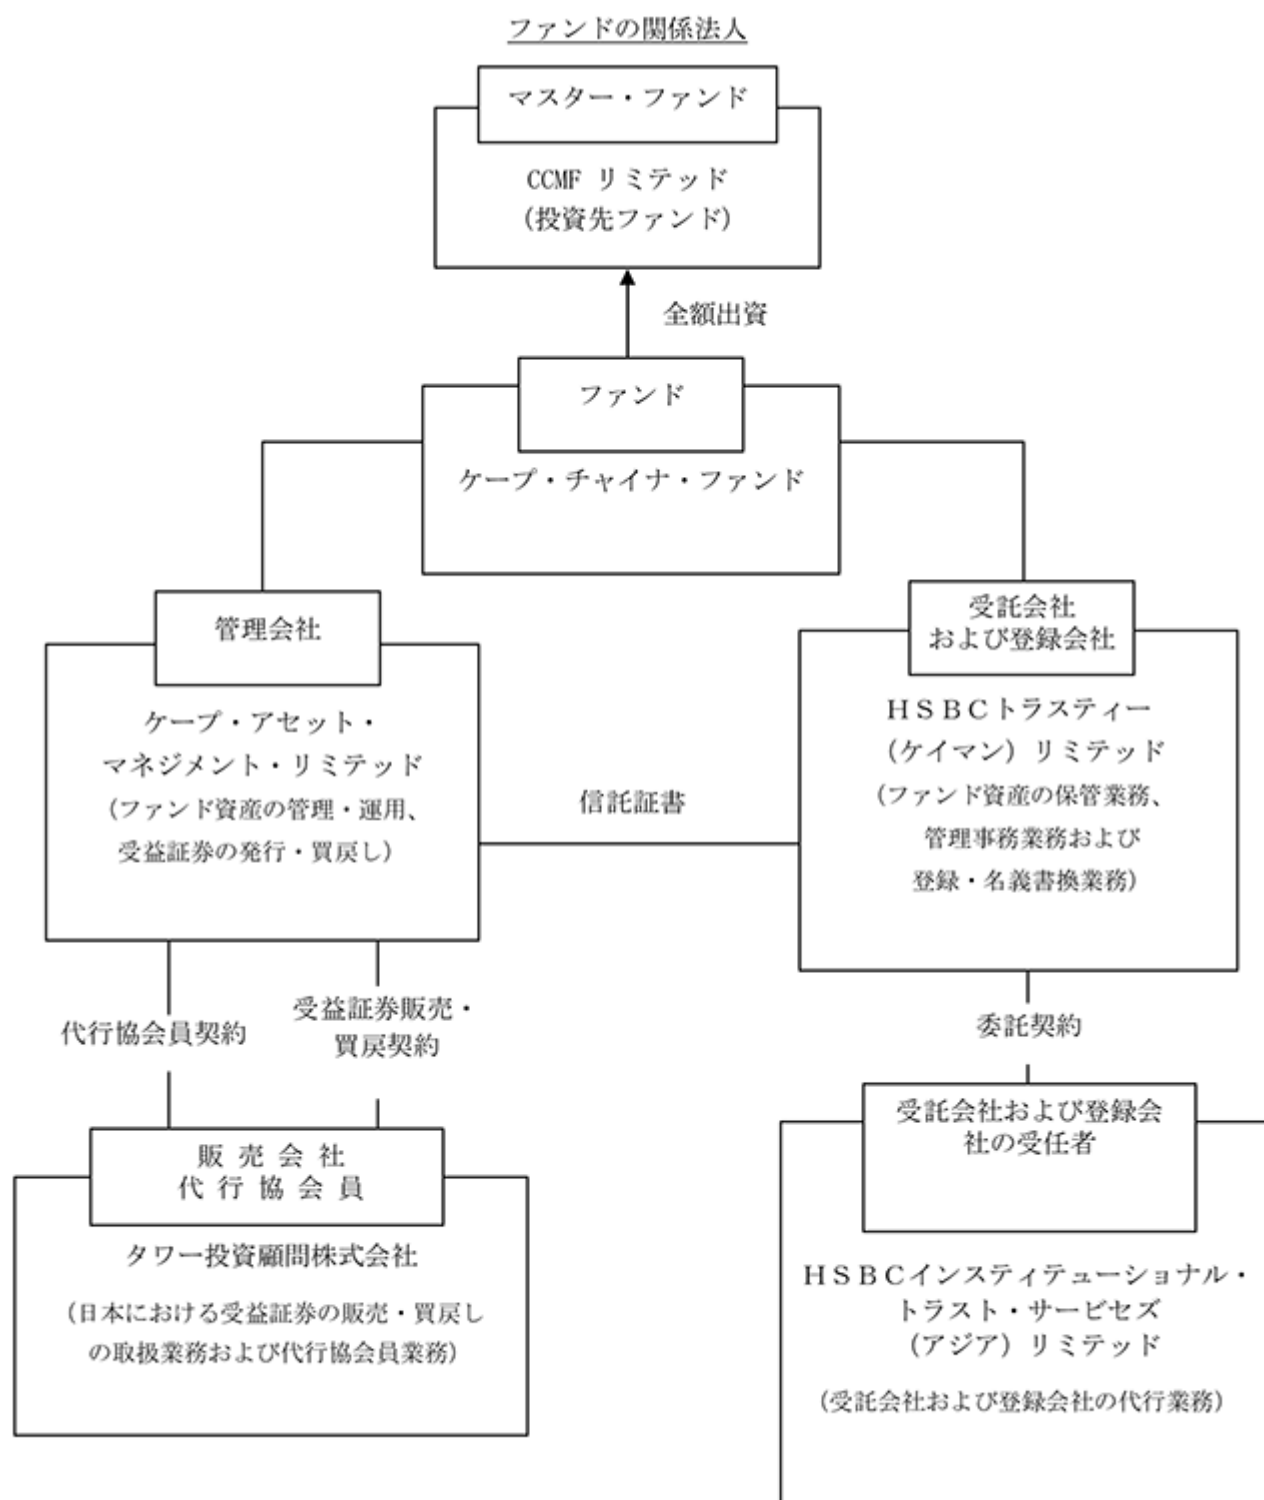 ファンドの関係法人
マスター・ファンド
CCMF リミテッド
（投資先ファンド）
全額出資
ファンド
ケープ・チャイナ・ファンド
管理会社
ケープ・アセット・
マネジメント・リミテッド
（ファンド資産の管理・運用、
受益証券の発行・買戻し）
信託証書
受託会社
および登録会社
ＨＳＢＣトラスティー
（ケイマン）リミテッド
（ファンド資産の保管業務、
管理事務業務および
登録・名義書換業務）
代行協会員契約
受益証券販売・
買戻契約
委託契約
販 売 会 社
代 行 協 会 員
タワー投資顧問株式会社
（日本における受益証券の販売・買戻し
の取扱業務および代行協会員業務）
受託会社および登録会
社の受任者
ＨＳＢＣインスティテューショナル・
トラスト・サービセズ
（アジア）リミテッド
（受託会社および登録会社の代行業務）